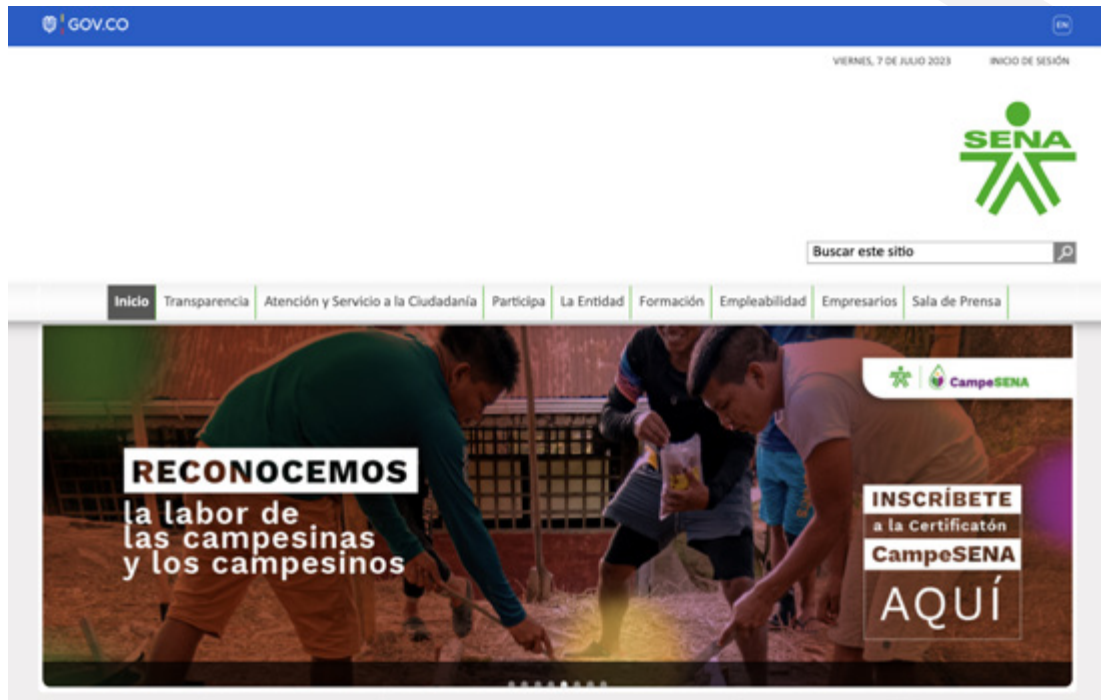 GOV.CO
EN
VIERNES, 7 DE JULIO 2023 INICIO DE SESIÓN
SENA
Buscar este sitio
Inicio Transparencia Atención y Servicio a la Ciudadanía Participa La Entidad Formación Empleabilidad Empresarios Sala de Prensa
CampeSENA
RECONOCEMOS
la labor de
las campesinas
y los campesinos
INSCRÍBETE
a la Certificatón
CampeSENA
AQUÍ